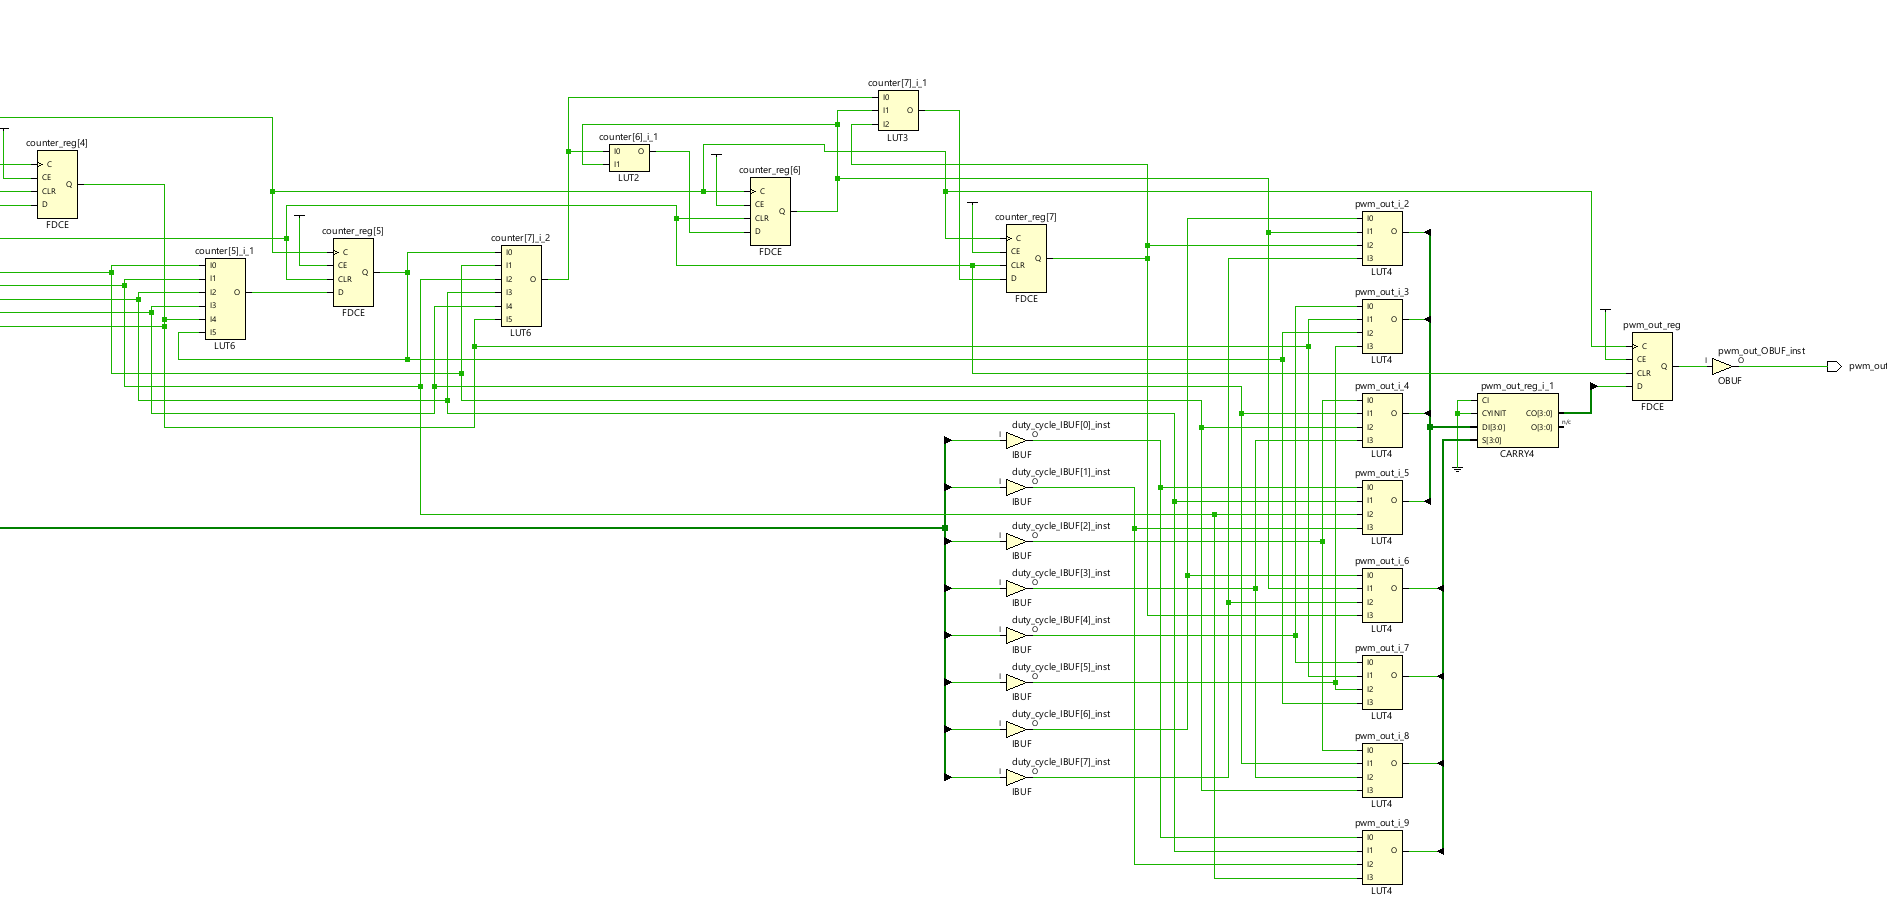 counter_reg[4]
C
CE
CLR
D
Q
FDCE
counter[5]_i_1
I0
I1
I2
I3
I4
I5
O
LUT6
counter_reg[5]
C
CE
CLR
D
Q
FDCE
counter[7]_i_2
I0
I1
I2
I3
I4
I5
O
LUT6
counter[6]_i_1
I0
I1
O
LUT2
counter_reg[6]
C
CE
CLR
D
Q
FDCE
counter[7]_i_1
I0
I1
I2
O
LUT3
counter_reg[7]
C
CE
CLR
D
Q
FDCE
duty_cycle_IBUF[0]_inst
I
O
IBUF
duty_cycle_IBUF[1]_inst
I
O
IBUF
duty_cycle_IBUF[2]_inst
I
O
IBUF
duty_cycle_IBUF[3]_inst
I
O
IBUF
duty_cycle_IBUF[4]_inst
I
O
IBUF
duty_cycle_IBUF[5]_inst
I
O
IBUF
duty_cycle_IBUF[6]_inst
I
O
IBUF
duty_cycle_IBUF[7]_inst
I
O
IBUF
pwm_out_i_2
I0
I1
I2
I3
O
LUT4
pwm_out_i_3
I0
I1
I2
I3
O
LUT4
pwm_out_i_4
I0
I1
I2
I3
O
LUT4
pwm_out_i_5
I0
I1
I2
I3
O
LUT4
pwm_out_i_6
I0
I1
I2
I3
O
LUT4
pwm_out_i_7
I0
I1
I2
I3
O
LUT4
pwm_out_i_8
I0
I1
I2
I3
O
LUT4
pwm_out_i_9
I0
I1
I2
I3
O
LUT4
pwm_out_reg_i_1
CI
CYINIT
DI[3:0]
S[3:0]
CO[3:0]
O[3:0]
n/c
CARRY4
pwm_out_reg
C
CE
CLR
D
Q
FDCE
pwm_out_OBUF_inst
I
O
OBUF
pwm_out